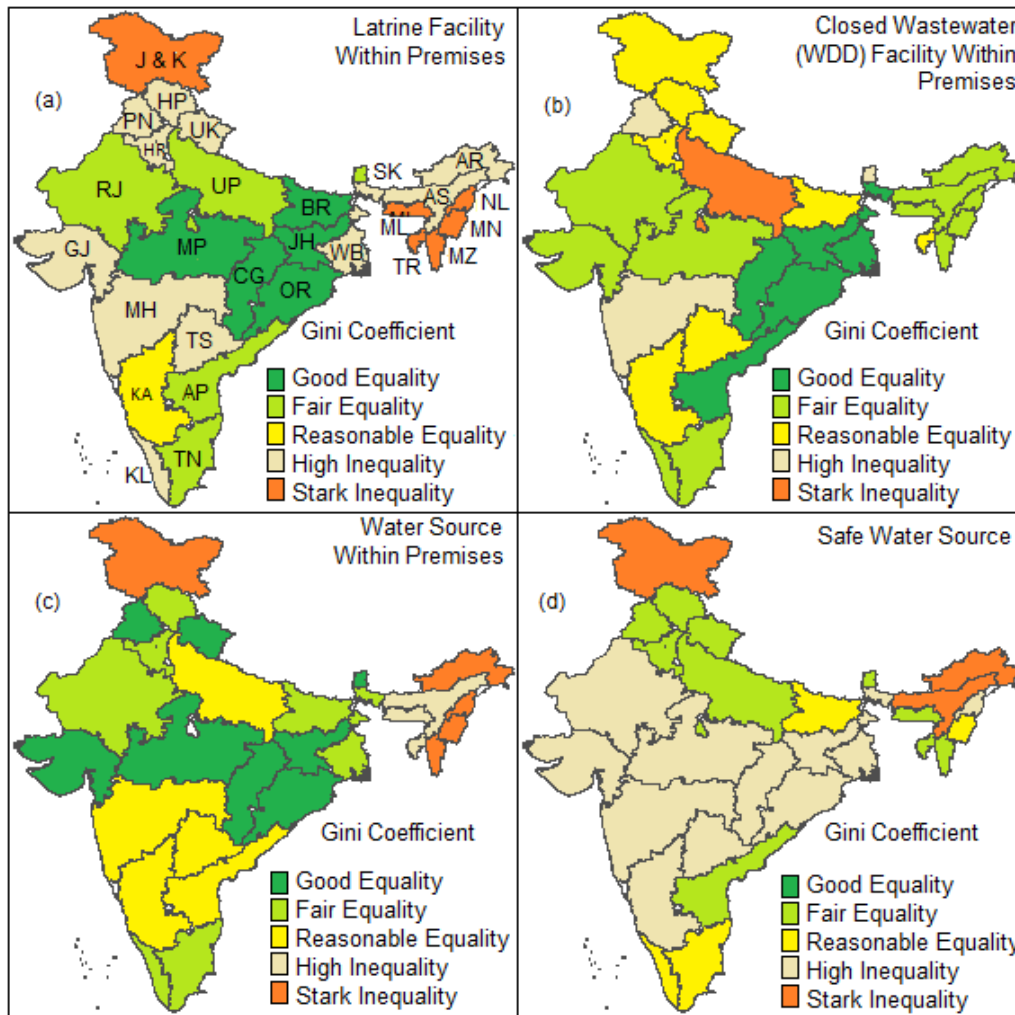 Latrine Facility
Within Premises
(a)
J & K
HP
PN
UK
HR
RJ
UP
SK
AR
AS
NL
BR
ML
MN
GJ
MP
JH
WB
TR
MZ
CG
OR
MH
TS
KA
AP
KL
TN
Gini Coefficient
Good Equality
Fair Equality
Reasonable Equality
High Inequality
Stark Inequality
Closed Wastewater
(WDD) Facility Within
Premises
(b)
Gini Coefficient
Good Equality
Fair Equality
Reasonable Equality
High Inequality
Stark Inequality
Water Source
Within Premises
(c)
Gini Coefficient
Good Equality
Fair Equality
Reasonable Equality
High Inequality
Stark Inequality
Safe Water Source
(d)
Gini Coefficient
Good Equality
Fair Equality
Reasonable Equality
High Inequality
Stark Inequality